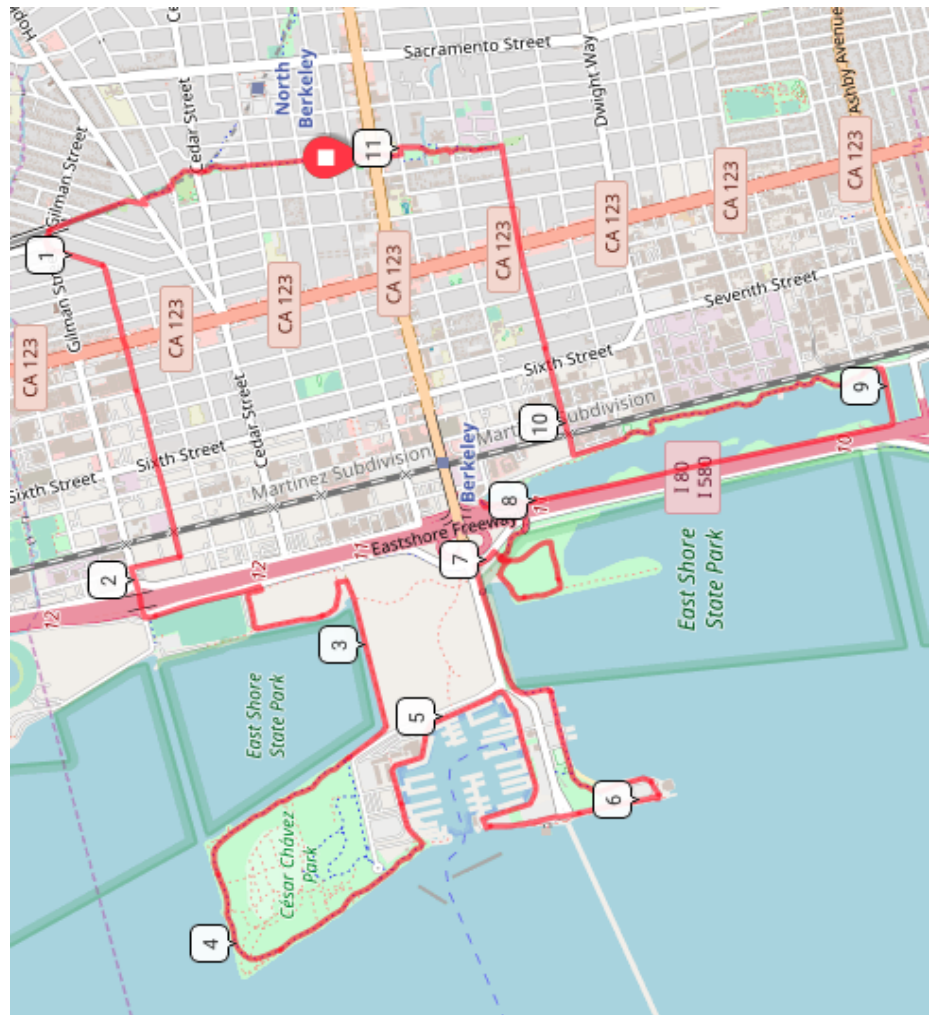 Hopk
Sacramento Street
Ce
Cedar Street
North
Berkeley
Dwight Way
Ashby Avenue
Gilman Street
11
1
Gilman St
CA 123
CA 123
CA 123
CA 123
CA 123
CA 123
CA 123
CA 123
Seventh Street
Sixth Street
Sixth Street
Sixth Street
Cedar Street
Martinez Subdivision
Martinez Subdivision
10
9
Berkeley
Eastshore Freeway
8
7
I 80
I 580
10
1
11
12
12
2
3
East Shore
State Park
East Shore
State Park
5
6
César Chávez
Park
4